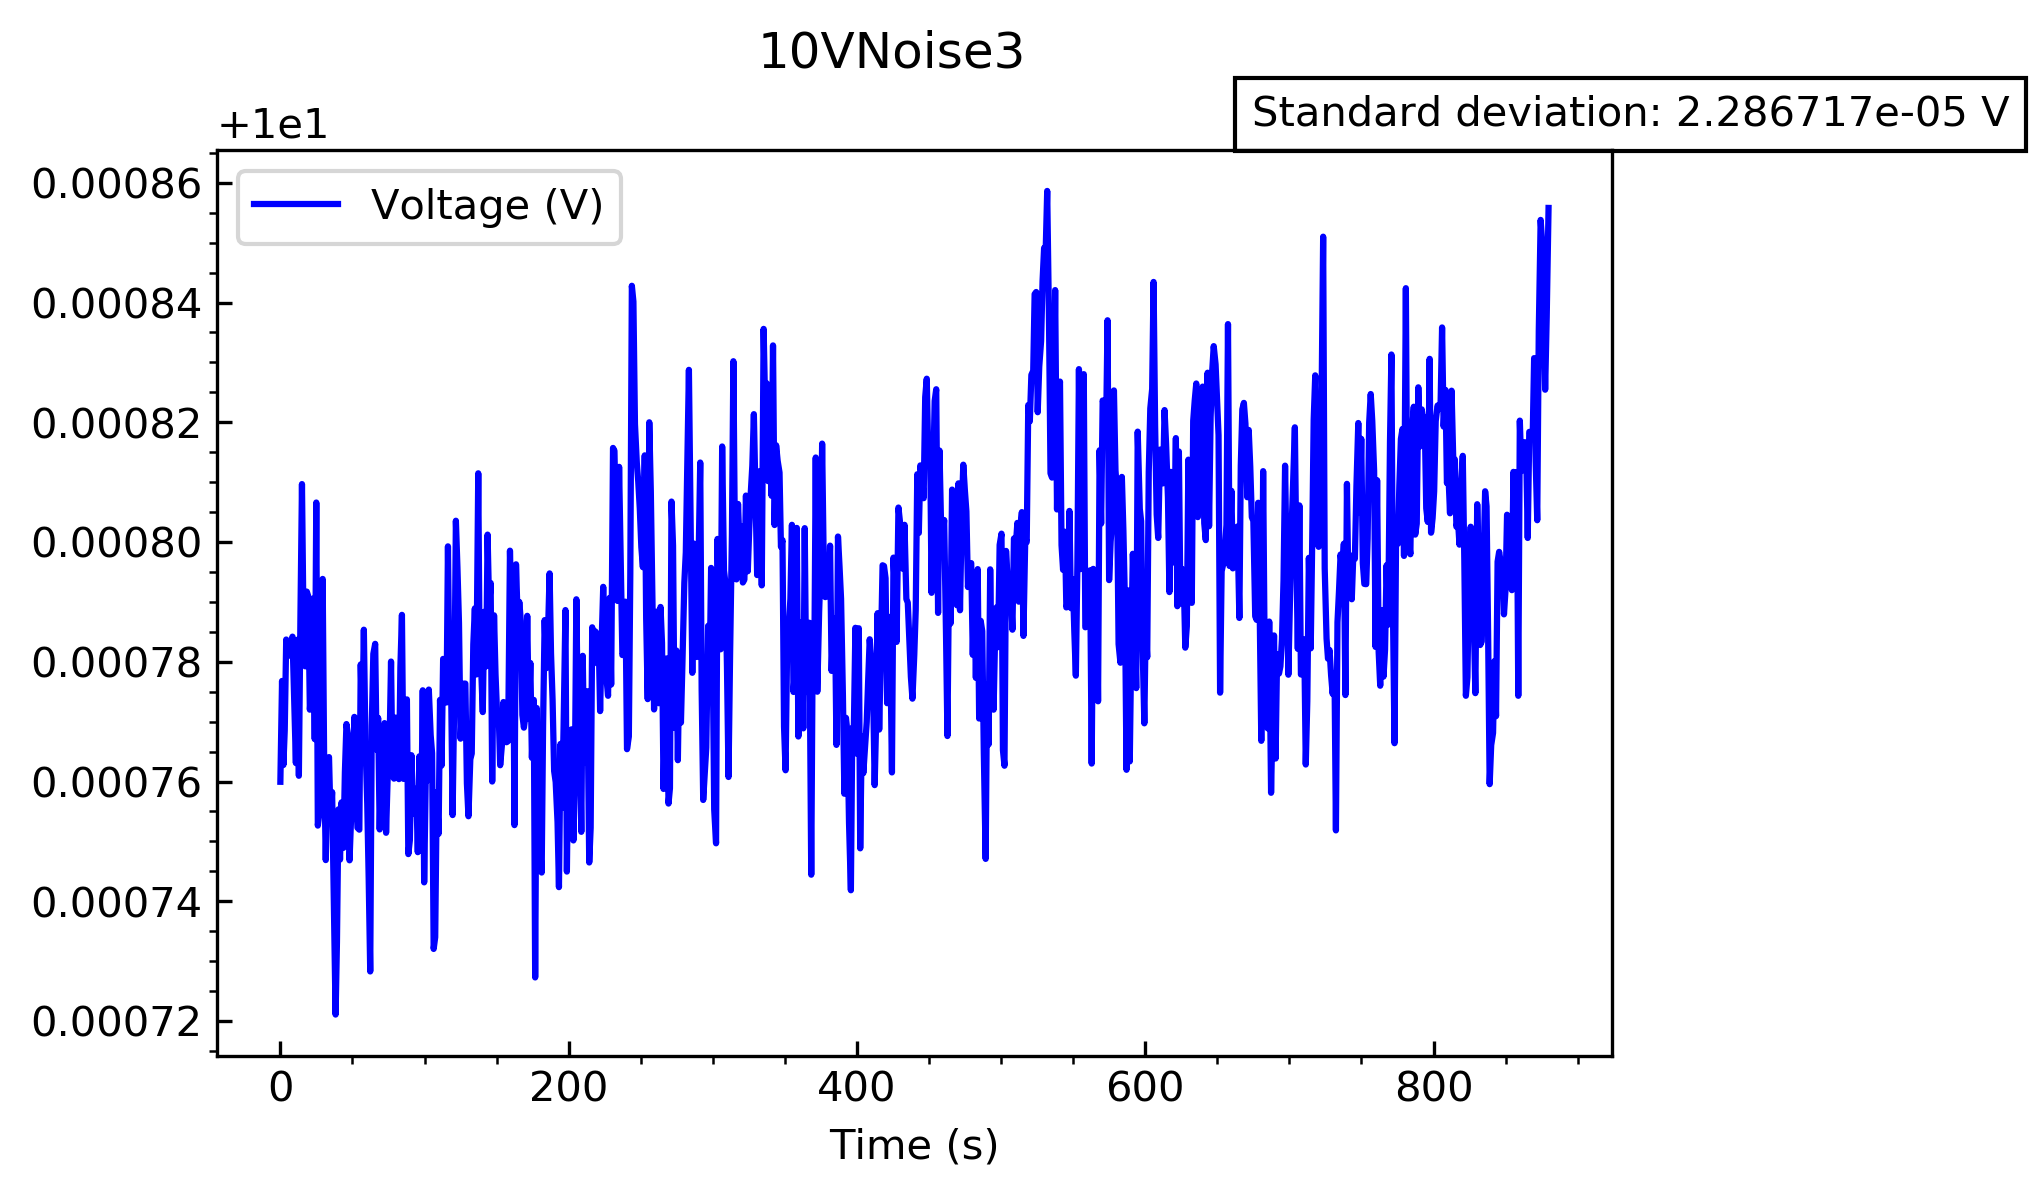 10VNoise3
Standard deviation: 2.286717e-05 V
+1e1
Voltage (V)
0.00086
0.00084
0.00082
0.00080
0.00078
0.00076
0.00074
0.00072
0 200 400 600 800
Time (s)